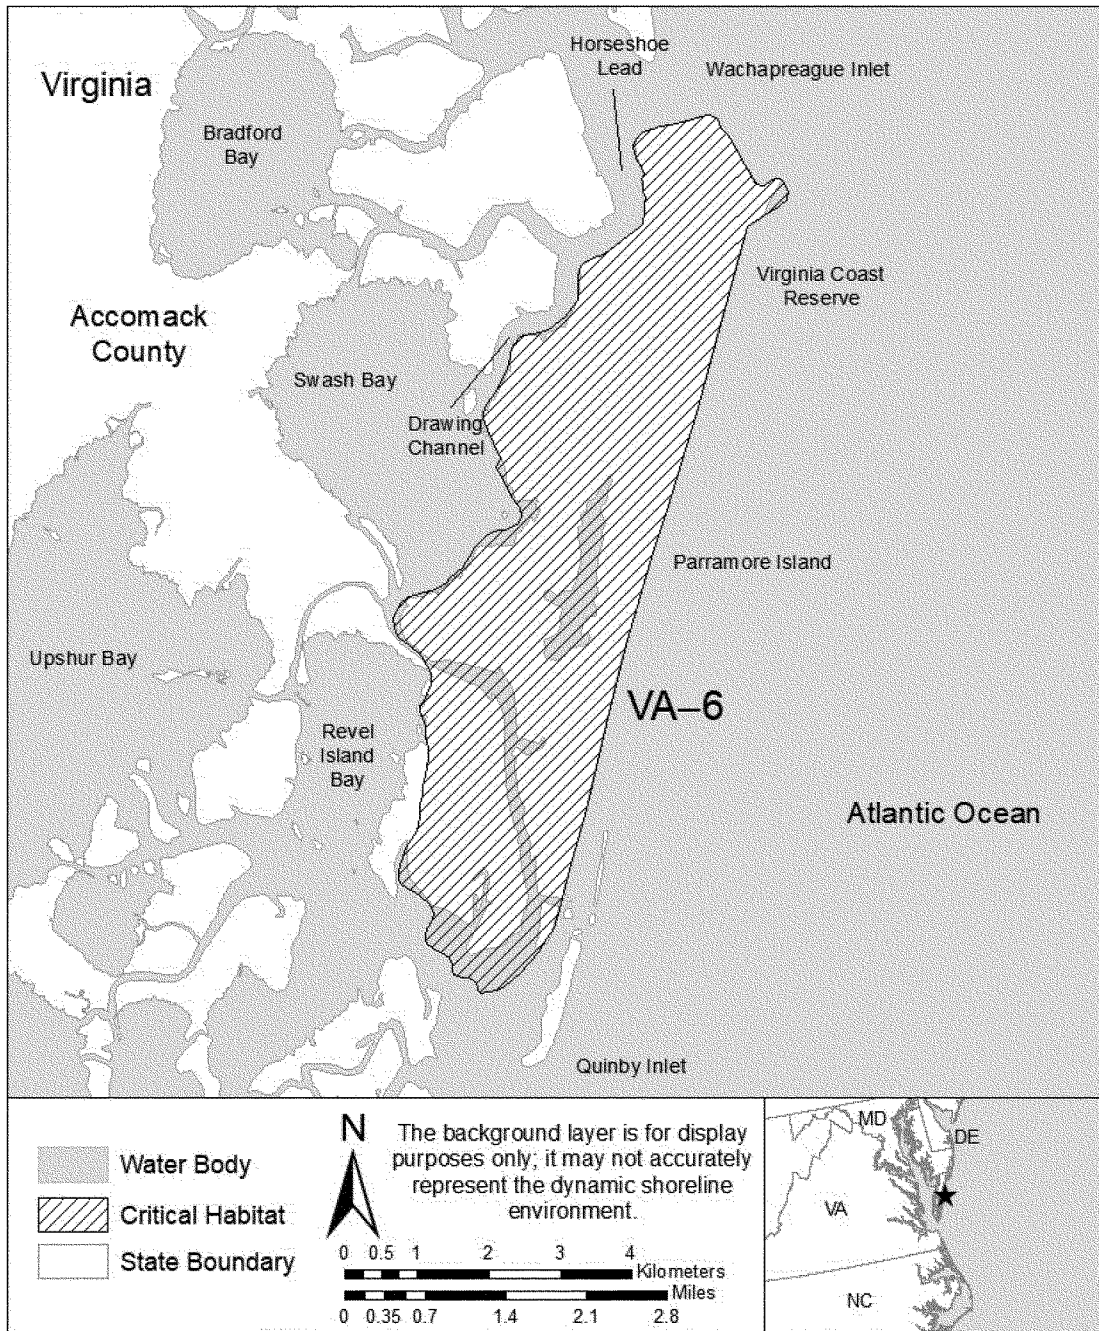 Virginia
Horseshoe
Lead
Wachapreague Inlet
Bradford
Bay
Virginia Coast
Reserve
Accomack
County
Swash Bay
Drawing
Channel
Parramore Island
Upshur Bay
VA–6
Revel
Island
Bay
Atlantic Ocean
Quinby Inlet
Water Body
Critical Habitat
State Boundary
N
The background layer is for display
purposes only; it may not accurately
represent the dynamic shoreline
environment.
0 0.5 1 2 3 4
Kilometers
Miles
0 0.35 0.7 1.4 2.1 2.8
MD
DE
VA
NC